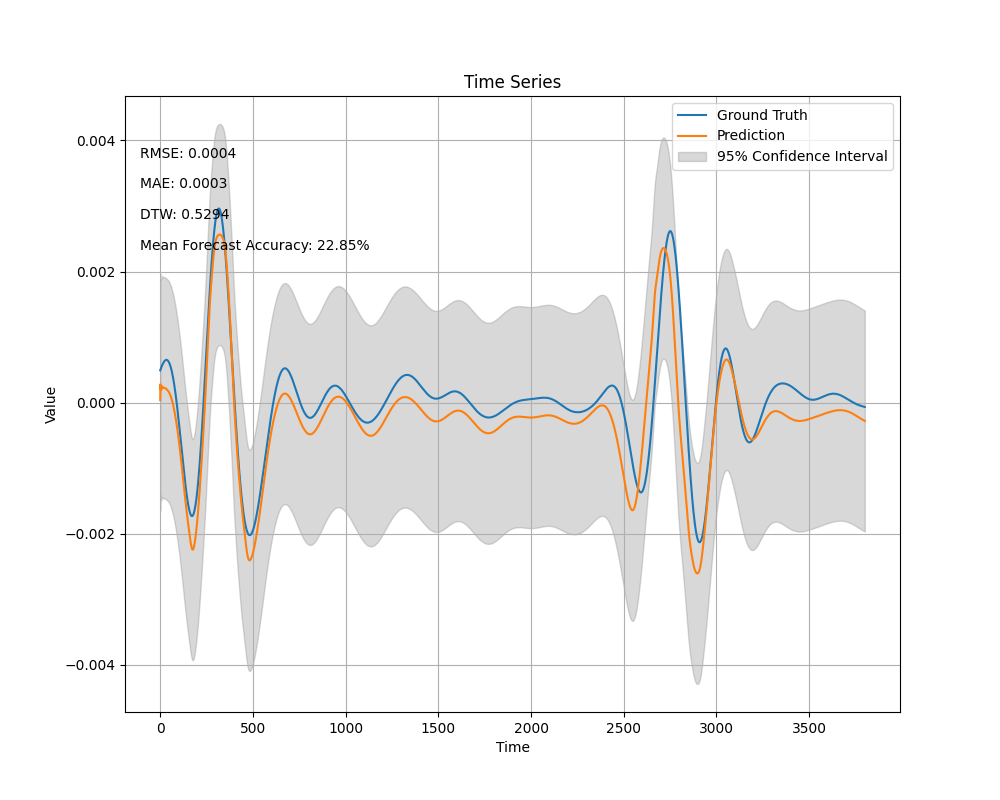 Time Series
Ground Truth
Prediction
95% Confidence Interval
RMSE: 0.0004
MAE: 0.0003
DTW: 0.5294
Mean Forecast Accuracy: 22.85%
0.004
0.002
0.000
−0.002
−0.004
Value
0 500 1000 1500 2000 2500 3000 3500
Time